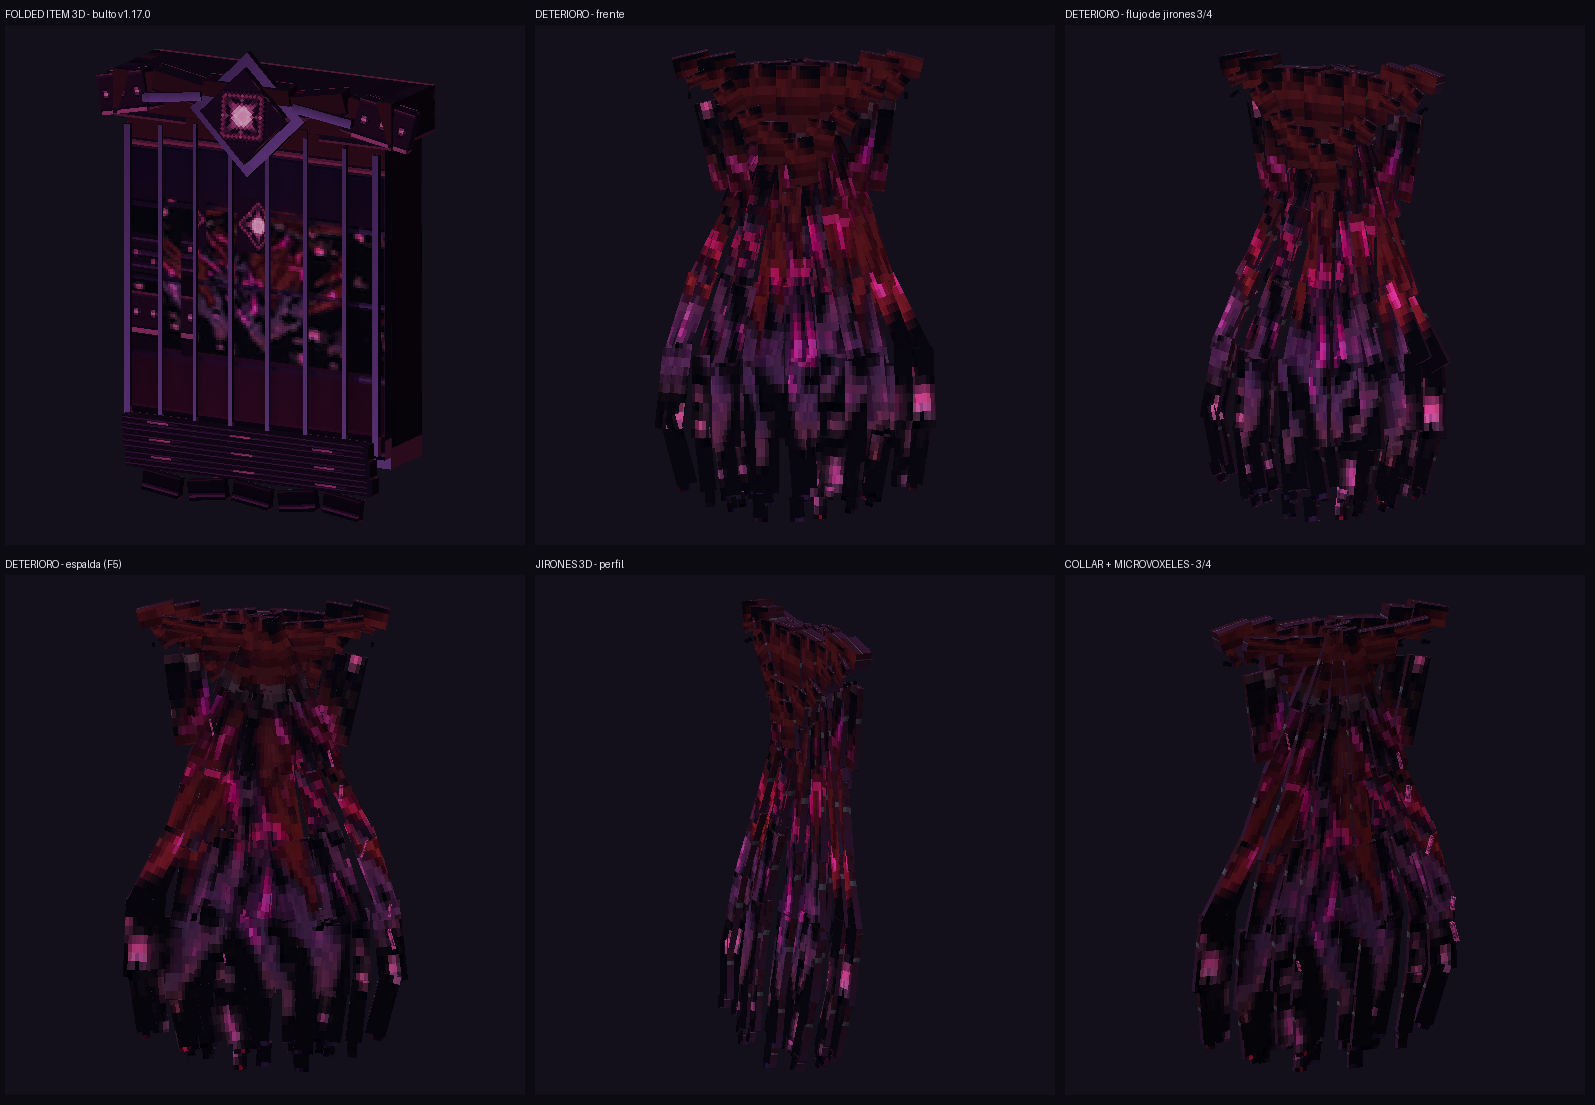 FOLDED ITEM 3D - bulto v1.17.0
DETERIORO - frente
DETERIORO - flujo de jirones 3/4
DETERIORO - espalda (F5)
JIRONES 3D - perfil
COLLAR + MICROVOXELES - 3/4